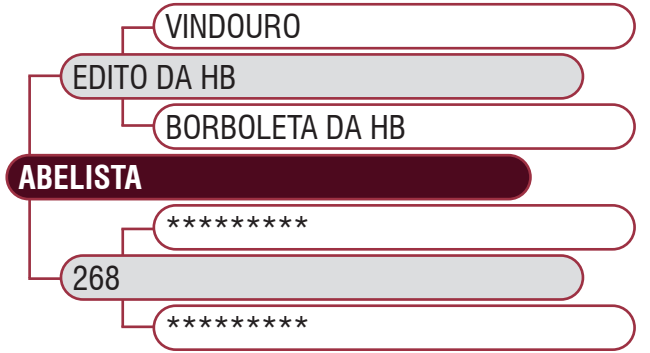 VINDOURO
EDITO DA HB
BORBOLETA DA HB
ABELISTA
*********
268
*********